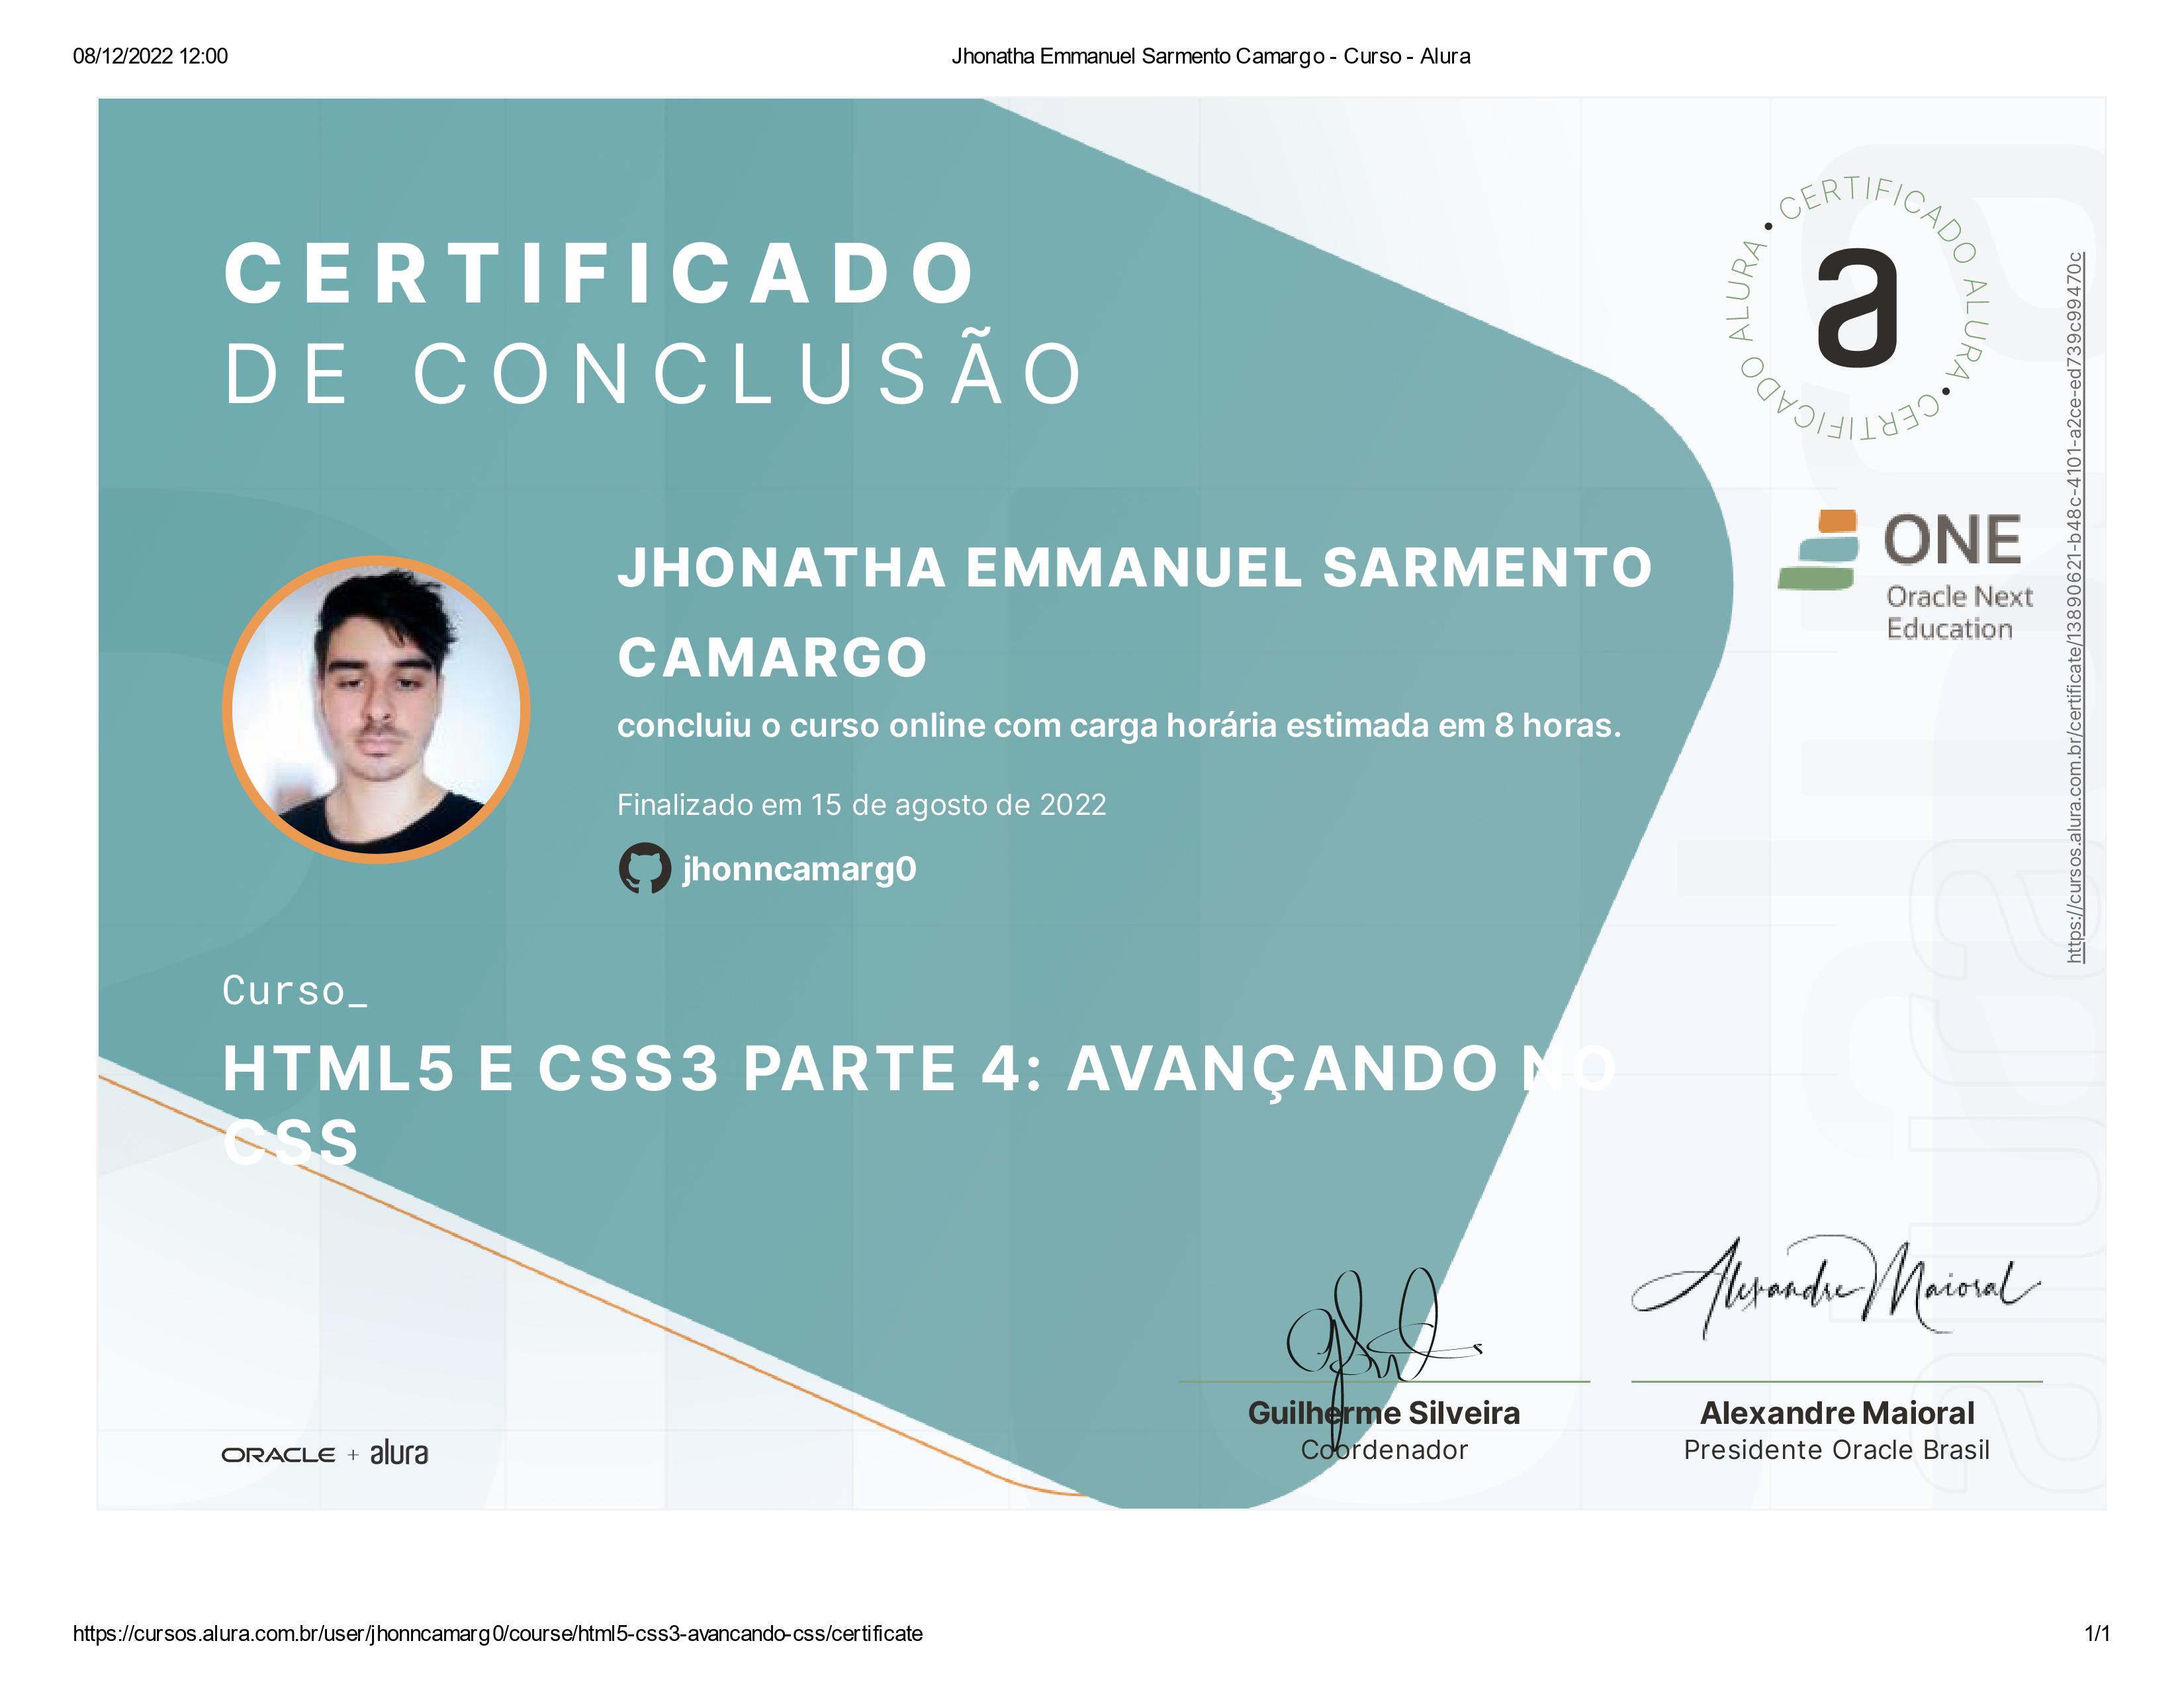 08/12/2022 12:00
Jhonatha Emmanuel Sarmento Camargo - Curso - Alura
CERTIFICADO
DE CONCLUSÃO
• CERTIFICADO ALURA • CERTIFICADO ALURA
a
ONE
Oracle Next
Education
https://cursos.alura.com.br/certificate/13890621-b48c-4101-a2ce-ed739c99470c
JHONATHA EMMANUEL SARMENTO
CAMARGO
concluiu o curso online com carga horária estimada em 8 horas.
Finalizado em 15 de agosto de 2022
jhonncamarg0
Curso_
HTML5 E CSS3 PARTE 4: AVANÇANDO NO
CSS
Alexandre Maioral
Guilherme Silveira
Coordenador
Alexandre Maioral
Presidente Oracle Brasil
ORACLE + alura
alura
https://cursos.alura.com.br/user/jhonncamarg0/course/html5-css3-avancando-css/certificate
1/1